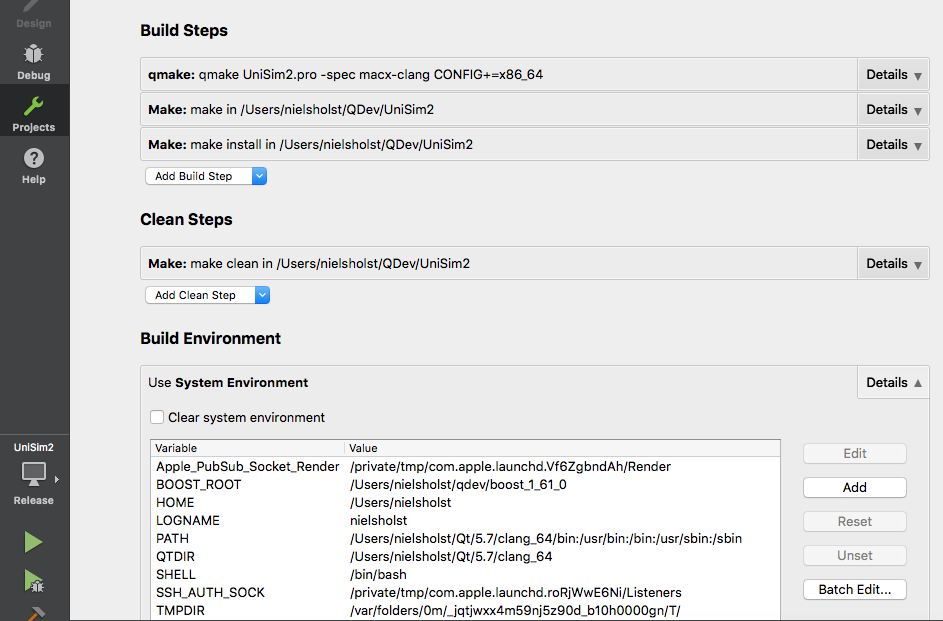 Design
Debug
Projects
?
Help
UniSim2
Release
Build Steps
qmake: qmake UniSim2.pro -spec macx-clang CONFIG+=x86_64 Details
Make: make in /Users/nielsholst/QDev/UniSim2 Details
Make: make install in /Users/nielsholst/QDev/UniSim2 Details
Add Build Step
Clean Steps
Make: make clean in /Users/nielsholst/QDev/UniSim2 Details
Add Clean Step
Build Environment
Use System Environment Details
Clear system environment
Variable Value
Apple_PubSub_Socket_Render /private/tmp/com.apple.launchd.Vf6ZgbndAh/Render
BOOST_ROOT /Users/nielsholst/qdev/boost_1_61_0
HOME /Users/nielsholst
LOGNAME nielsholst
PATH /Users/nielsholst/Qt/5.7/clang_64/bin:/usr/bin:/bin:/usr/sbin:/sbin
QTDIR /Users/nielsholst/Qt/5.7/clang_64
SHELL /bin/bash
SSH_AUTH_SOCK /private/tmp/com.apple.launchd.roRjWwE6Ni/Listeners
TMPDIR /var/folders/0m/_jqtjwxx4m59nj5z90d_b10h0000gn/T/
Edit
Add
Reset
Unset
Batch Edit...